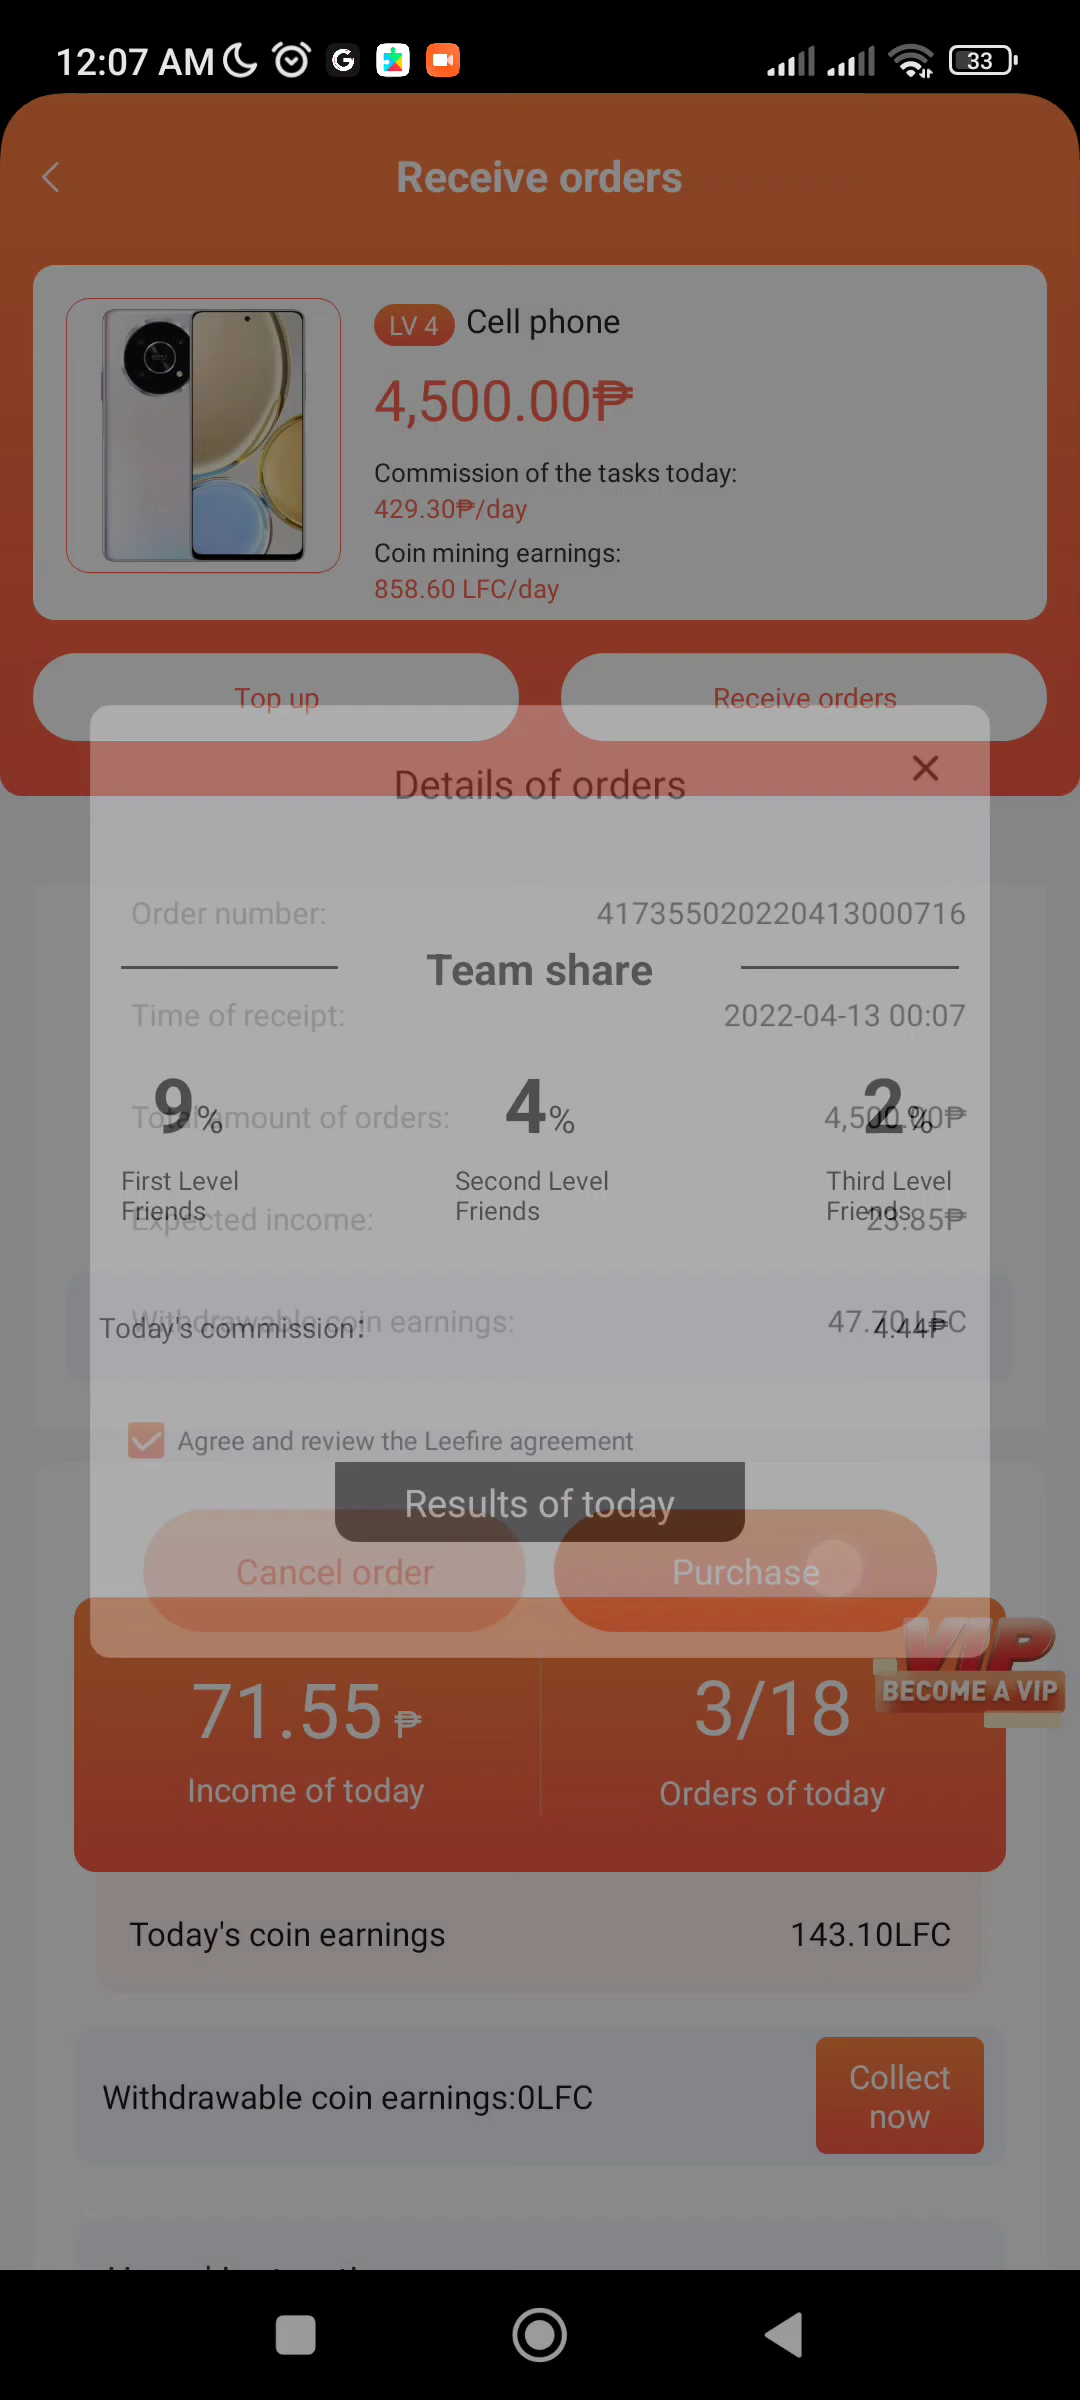 12:07 AM
33
Receive orders
LV 4 Cell phone
4,500.00₱
Commission of the tasks today:
429.30₱/day
Coin mining earnings:
858.60 LFC/day
Top up
Receive orders
Details of orders
Order number: 417355020220413000716
Team share
Time of receipt: 2022-04-13 00:07
9% 4% 2%
Total amount of orders: 4,500.00₱
First Level Friends
Second Level Friends
Third Level Friends
Expected income: 23.85₱
Withdrawable coin earnings: 47.70 LFC
Today's commission: 4.44₱
Agree and review the Leefire agreement
Results of today
Cancel order
Purchase
VIP
BECOME A VIP
71.55 ₱
Income of today
3/18
Orders of today
Today's coin earnings 143.10LFC
Withdrawable coin earnings:0LFC
Collect
now